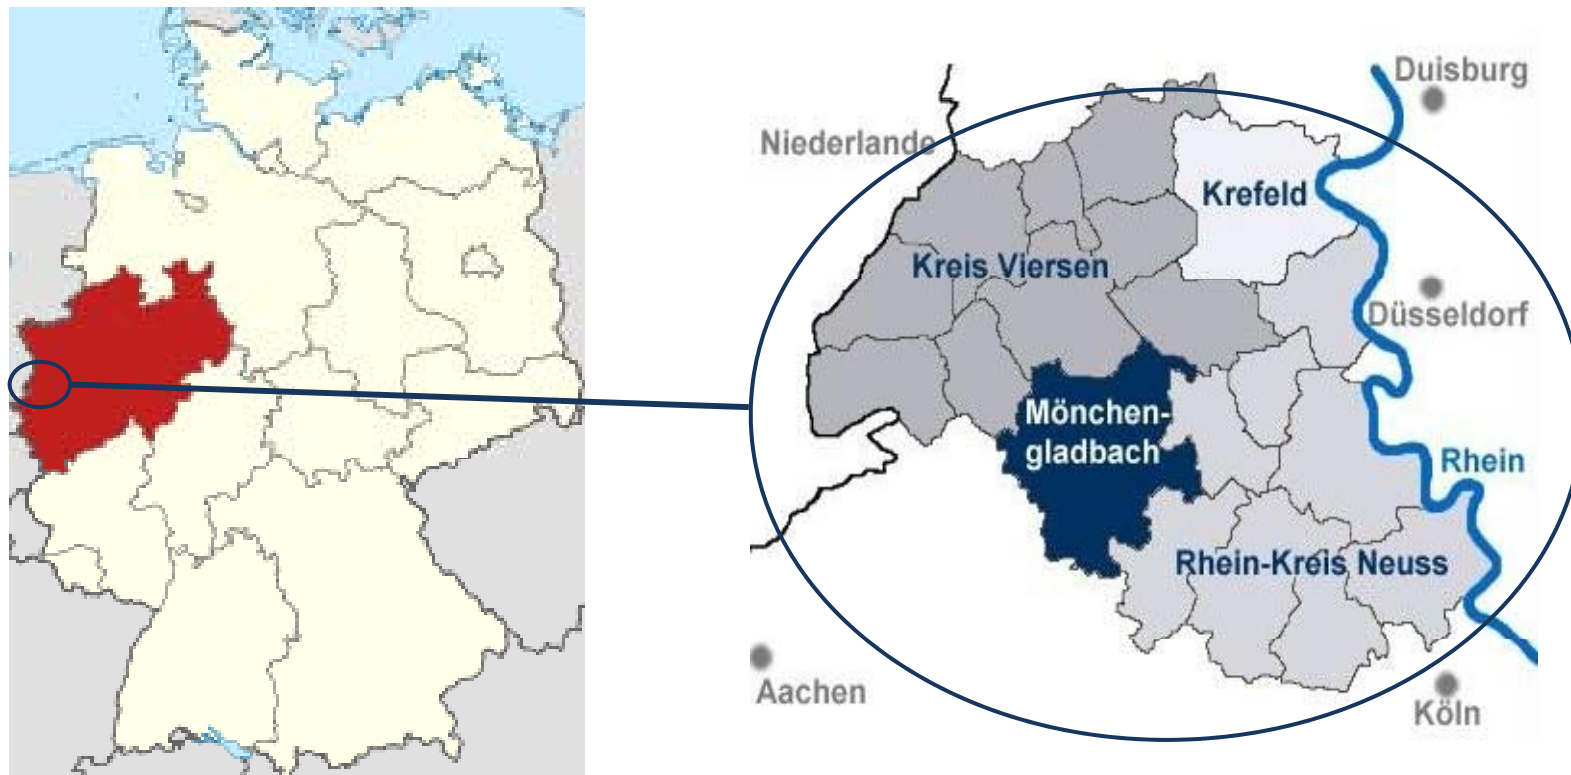 Duisburg
Niederlande
Krefeld
Kreis Viersen
Düsseldorf
Mönchen-
gladbach
Rhein
Rhein-Kreis Neuss
Aachen
Köln